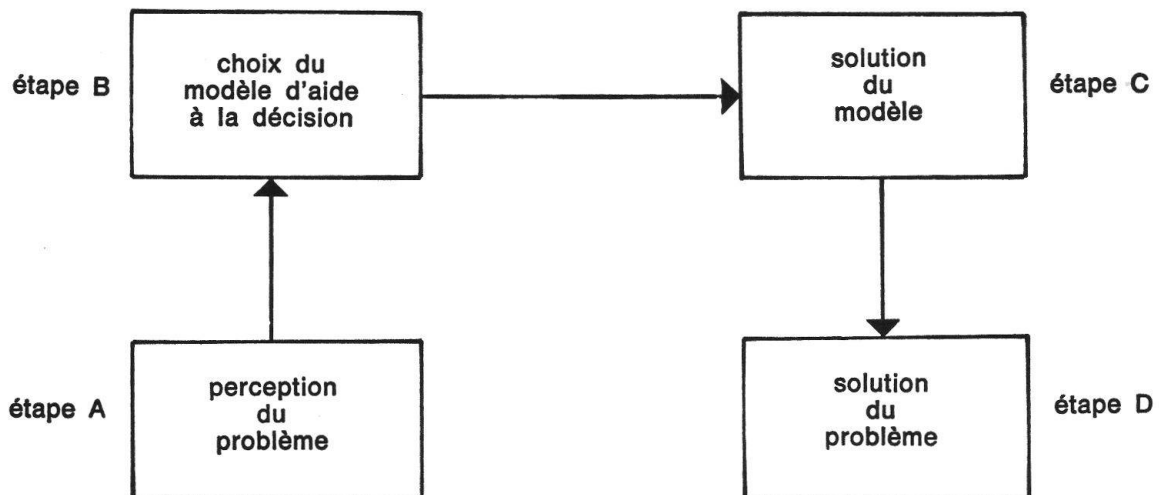 étape B
choix du
modèle d'aide
à la décision
solution
du
modèle
étape C
étape A
perception
du
problème
solution
du
problème
étape D